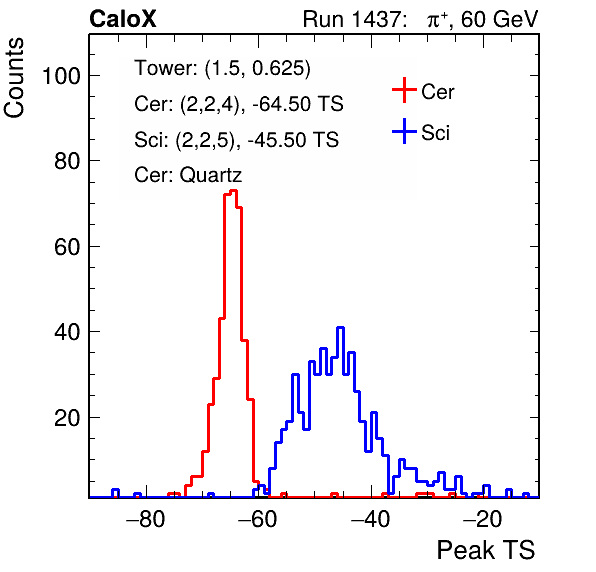 CaloX Run 1437: π⁺, 60 GeV
Counts
Tower: (1.5, 0.625)
Cer: (2,2,4), -64.50 TS
Sci: (2,2,5), -45.50 TS
Cer: Quartz
Cer
Sci
100
80
60
40
20
−80 −60 −40 −20
Peak TS